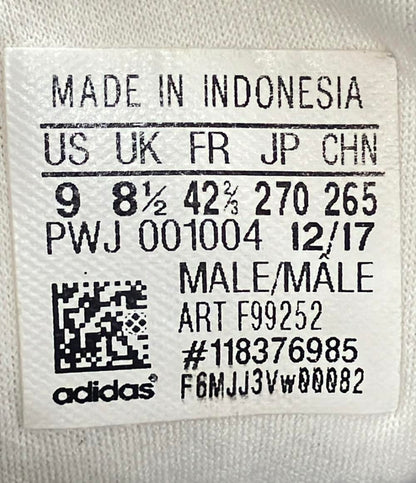 MADE IN INDONESIA
US UK FR JP CHN
9 8½ 42⅔ 270 265
PWJ 001004 12/17
MALE/MÂLE
ART F99252
#118376985
adidas® F6MJJ3Vw00082